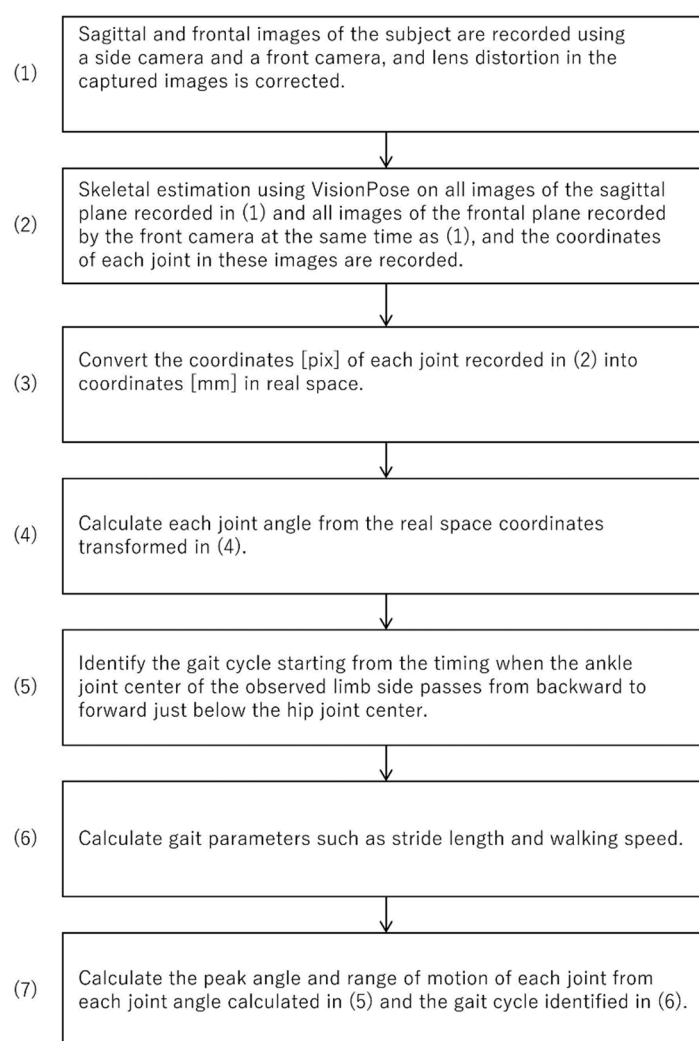 Sagittal and frontal images of the subject are recorded using
(1) a side camera and a front camera, and lens distortion in the
captured images is corrected.
Skeletal estimation using VisionPose on all images of the sagittal
plane recorded in (1) and all images of the frontal plane recorded
(2) by the front camera at the same time as (1), and the coordinates
of each joint in these images are recorded.
Convert the coordinates [pix] of each joint recorded in (2) into
(3) coordinates [mm] in real space.
Calculate each joint angle from the real space coordinates
(4) transformed in (4).
Identify the gait cycle starting from the timing when the ankle
(5) joint center of the observed limb side passes from backward to
forward just below the hip joint center.
(6) Calculate gait parameters such as stride length and walking speed.
Calculate the peak angle and range of motion of each joint from
(7) each joint angle calculated in (5) and the gait cycle identified in (6).